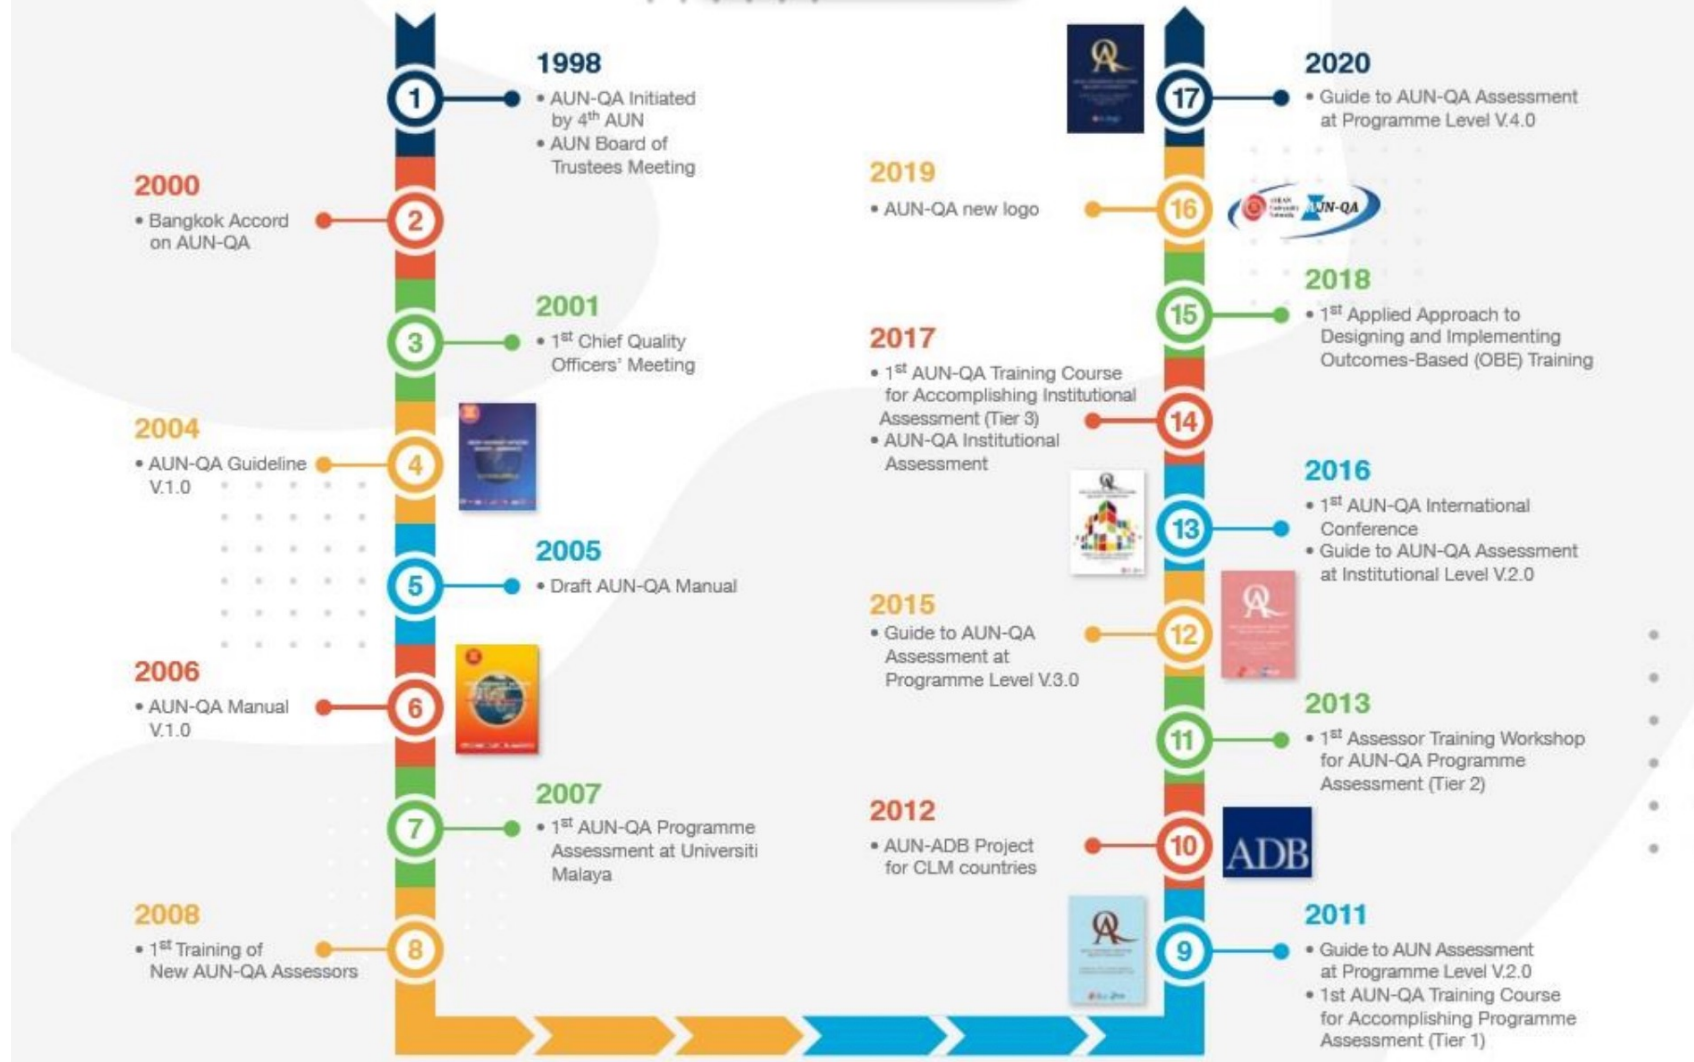 1
1998
• AUN-QA Initiated
by 4th AUN
• AUN Board of
Trustees Meeting
2000
• Bangkok Accord
on AUN-QA
2
3
2001
• 1st Chief Quality
Officers' Meeting
2004
• AUN-QA Guideline
V.1.0
4
5
2005
• Draft AUN-QA Manual
2006
• AUN-QA Manual
V.1.0
6
7
2007
• 1st AUN-QA Programme
Assessment at Universiti
Malaya
2008
• 1st Training of
New AUN-QA Assessors
8
9
2011
• Guide to AUN Assessment
at Programme Level V.2.0
• 1st AUN-QA Training Course
for Accomplishing Programme
Assessment (Tier 1)
QA
2012
• AUN-ADB Project
for CLM countries
10
ADB
11
2013
• 1st Assessor Training Workshop
for AUN-QA Programme
Assessment (Tier 2)
2015
• Guide to AUN-QA
Assessment at
Programme Level V.3.0
12
QA
QA
13
2016
• 1st AUN-QA International
Conference
• Guide to AUN-QA Assessment
at Institutional Level V.2.0
2017
• 1st AUN-QA Training Course
for Accomplishing Institutional
Assessment (Tier 3)
• AUN-QA Institutional
Assessment
14
15
2018
• 1st Applied Approach to
Designing and Implementing
Outcomes-Based (OBE) Training
2019
• AUN-QA new logo
16
AUN-QA
QA
17
2020
• Guide to AUN-QA Assessment
at Programme Level V.4.0